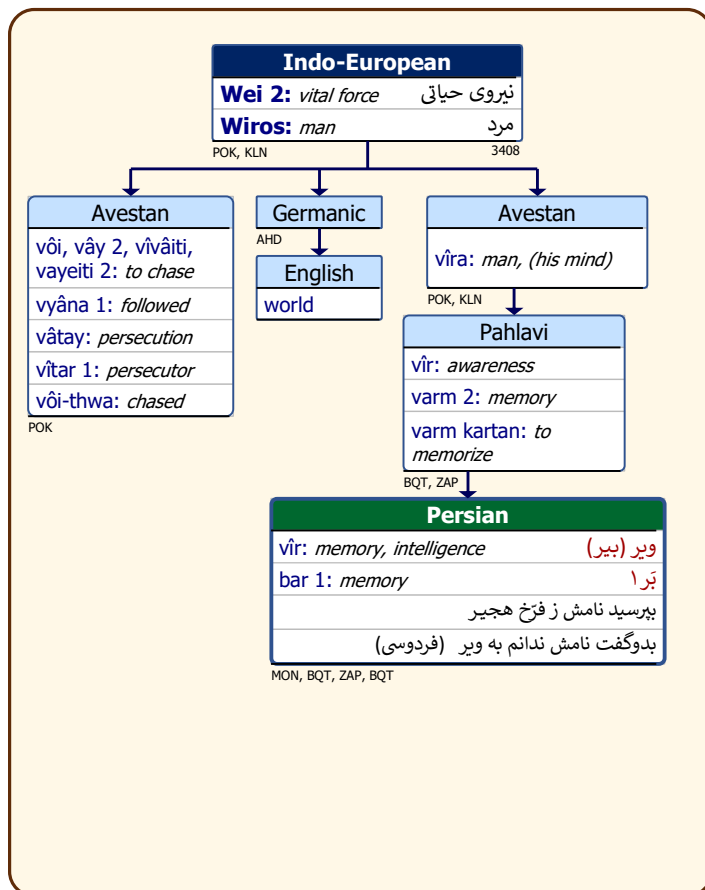 Indo-European
Wei 2: vital force نیروی حیاتی
Wiros: man مرد
POK, KLN 3408
Avestan
vôi, vây 2, vîvâiti,
vayeiti 2: to chase
vyâna 1: followed
vâtay: persecution
vîtar 1: persecutor
vôi-thwa: chased
POK
Germanic
AHD
English
world
Avestan
vîra: man, (his mind)
POK, KLN
Pahlavi
vîr: awareness
varm 2: memory
varm kartan: to
memorize
BQT, ZAP
Persian
vîr: memory, intelligence ویر (بیر)
bar 1: memory بَر ۱
بپرسید نامش ز فرّخ هجیر
بدوگفت نامش ندانم به ویر (فردوسی)
MON, BQT, ZAP, BQT